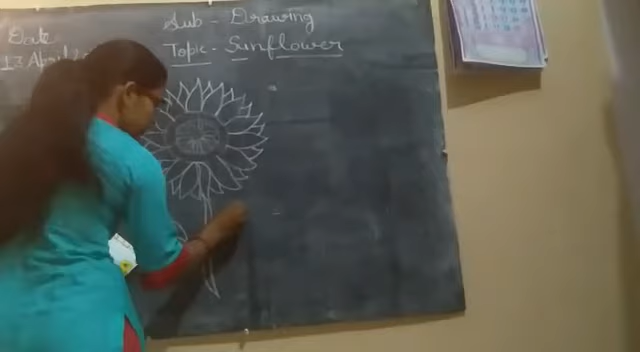 Sub - Drawing
Date
Topic - Sunflower
13 April